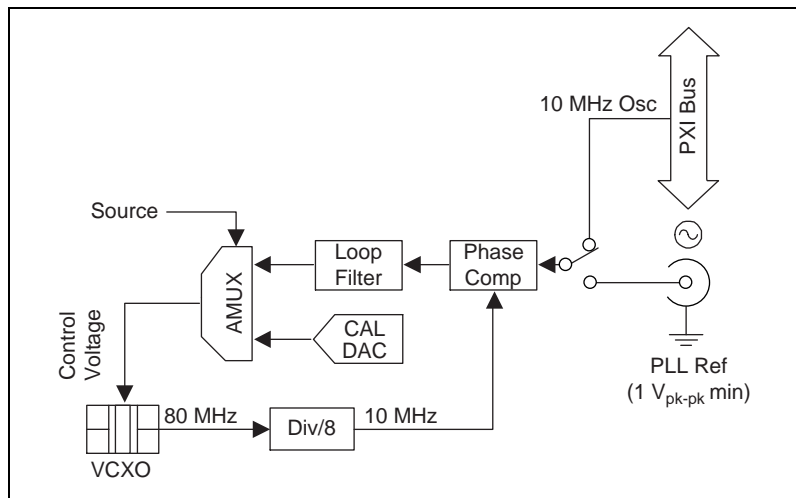 10 MHz Osc
PXI Bus
Source
Loop
Filter
Phase
Comp
AMUX
CAL
DAC
Control
Voltage
PLL Ref
(1 Vpk-pk min)
80 MHz
Div/8
10 MHz
VCXO